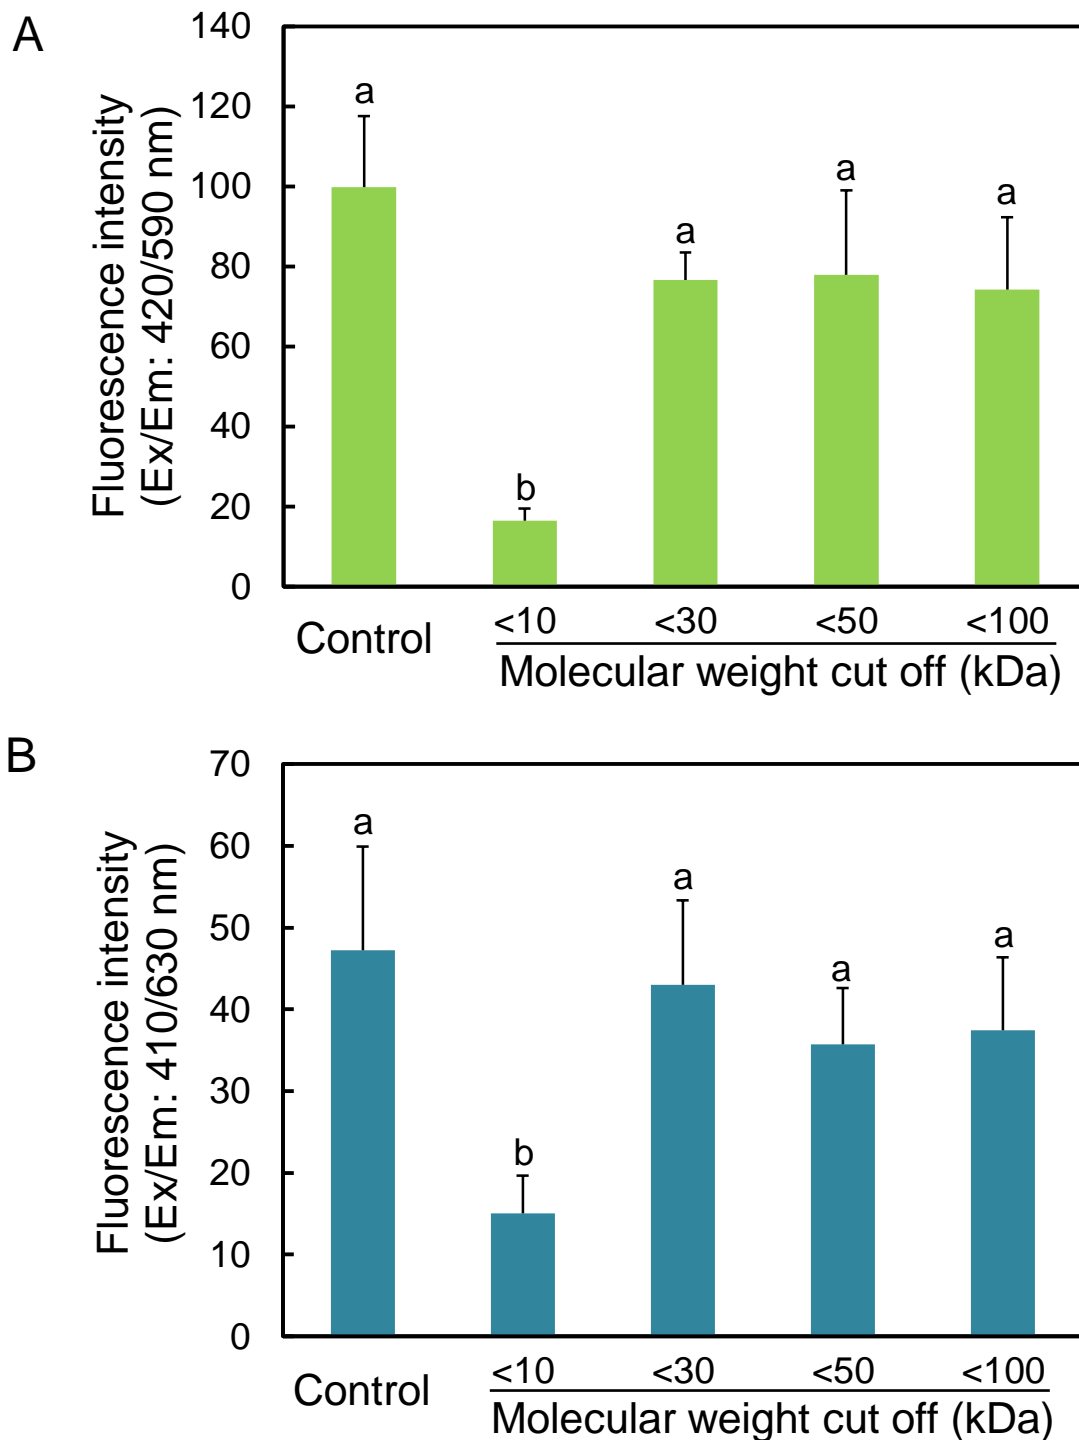 A
Fluorescence intensity
(Ex/Em: 420/590 nm)
140
120
100
80
60
40
20
0
a
b
a
a
a
Control
<10 <30 <50 <100
Molecular weight cut off (kDa)
B
Fluorescence intensity
(Ex/Em: 410/630 nm)
70
60
50
40
30
20
10
0
a
b
a
a
a
Control
<10 <30 <50 <100
Molecular weight cut off (kDa)